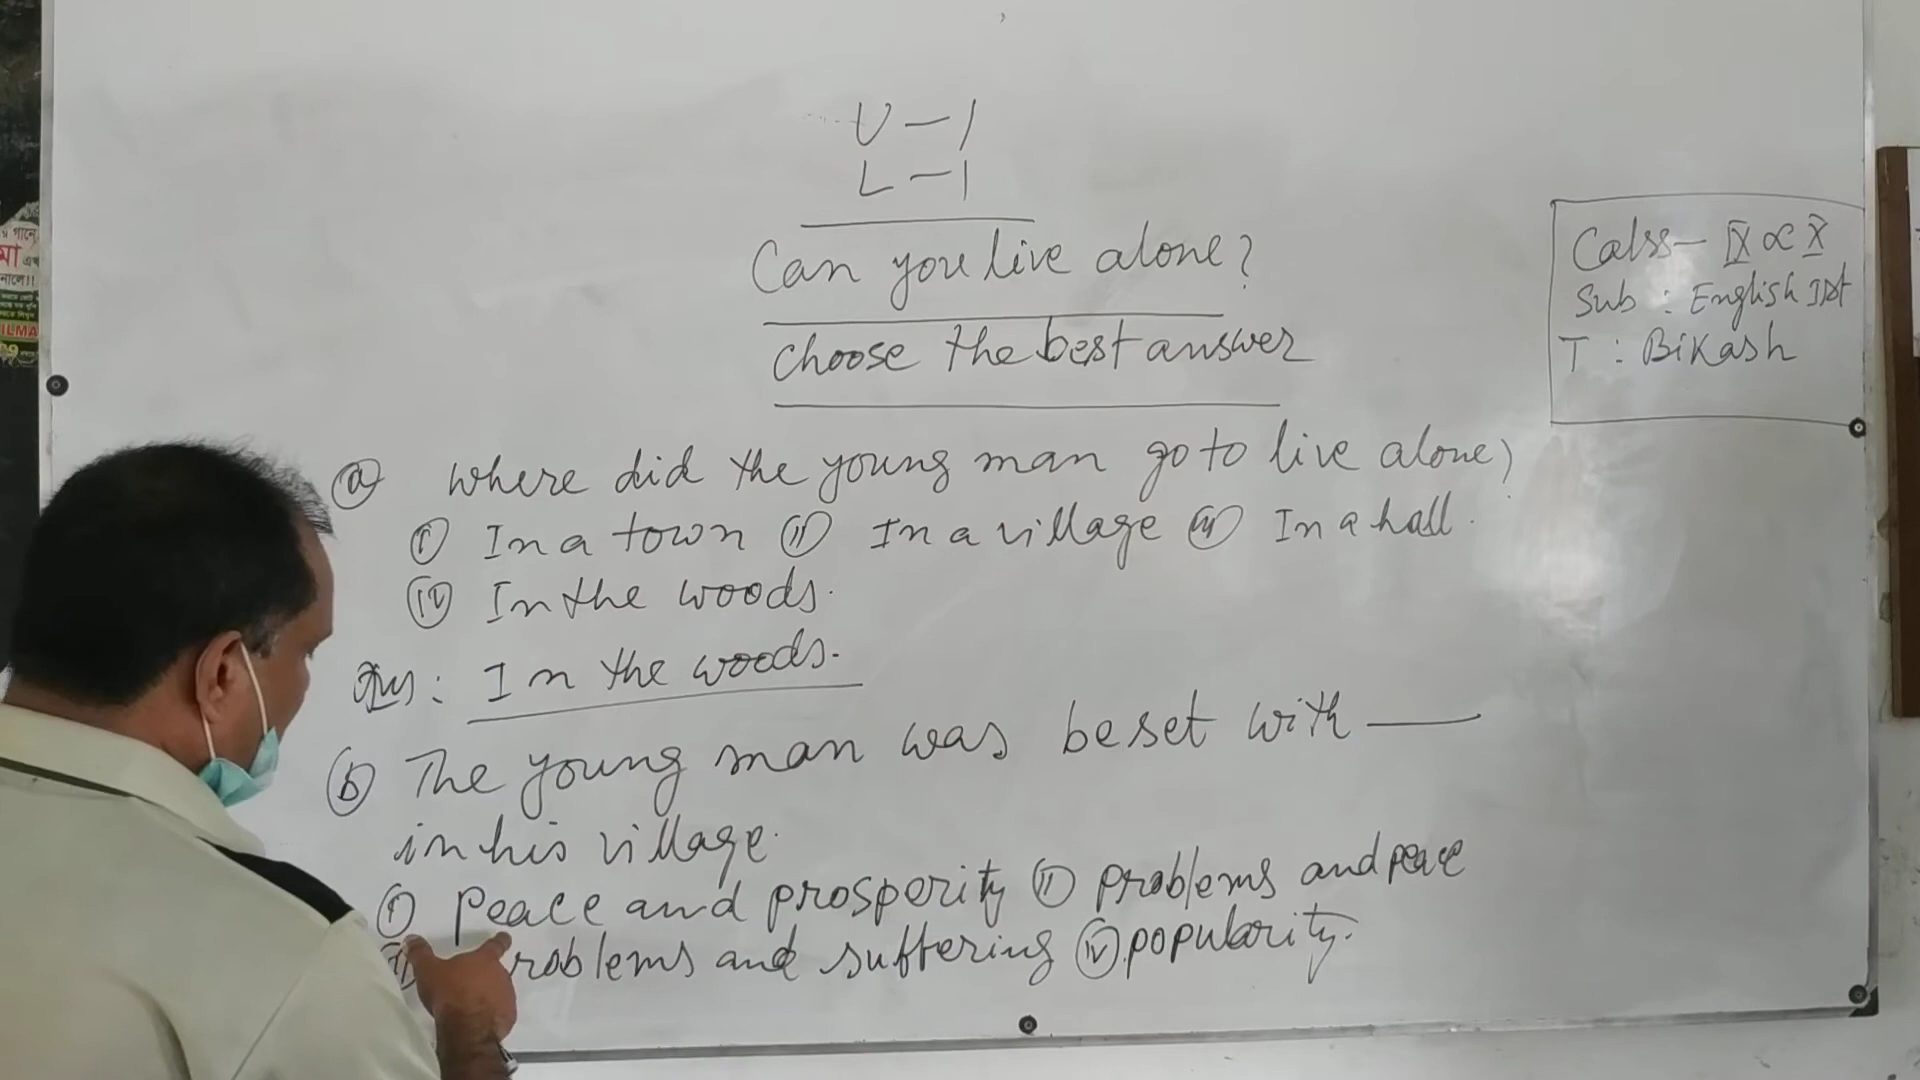 U-1
L-1
Can you live alone?
choose the best answer
Calss- IX & X
Sub : English 1st
T : Bikash
(a) where did the young man go to live alone?
(i) In a town (ii) In a village (iii) In a hall.
(iv) In the woods.
Ans: In the woods.
(b) The young man was beset with ——
in his village.
(i) Peace and prosperity (ii) problems and peace
(iii) roblems and suffering (iv) popularity.
ILMA